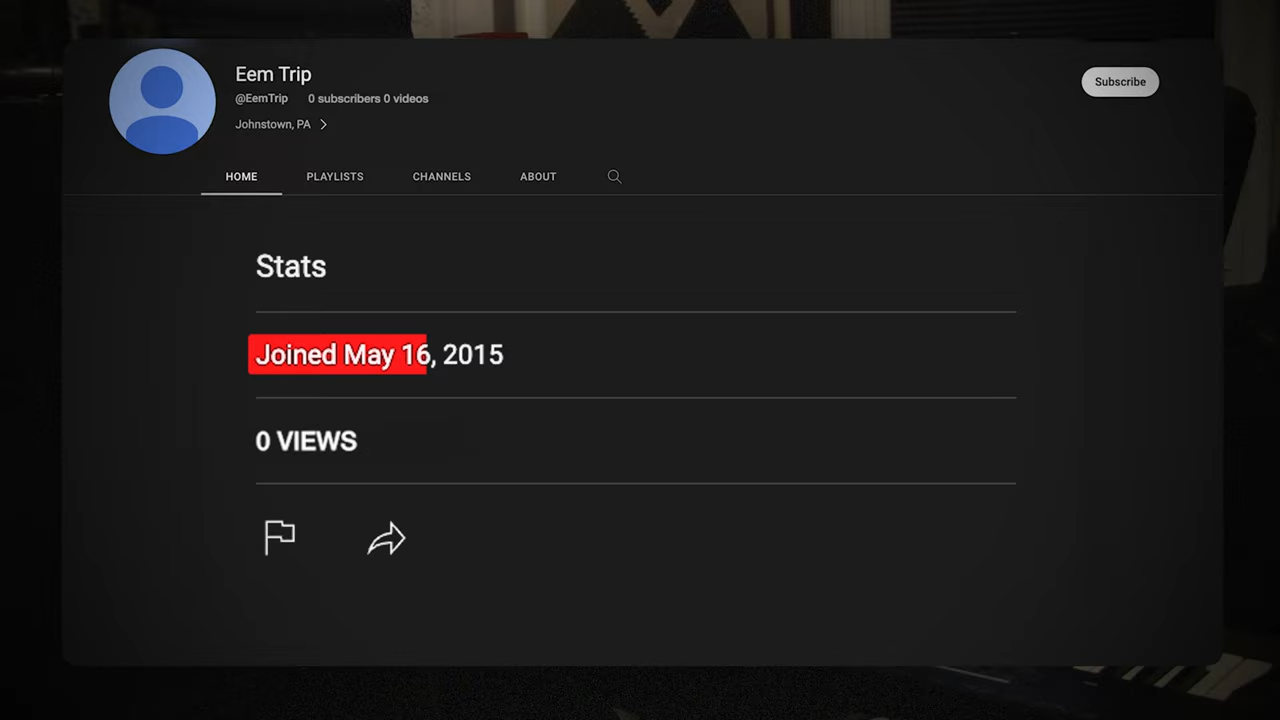 Eem Trip
Subscribe
@EemTrip 0 subscribers 0 videos
Johnstown, PA
HOME PLAYLISTS CHANNELS ABOUT
Stats
Joined May 16, 2015
0 VIEWS